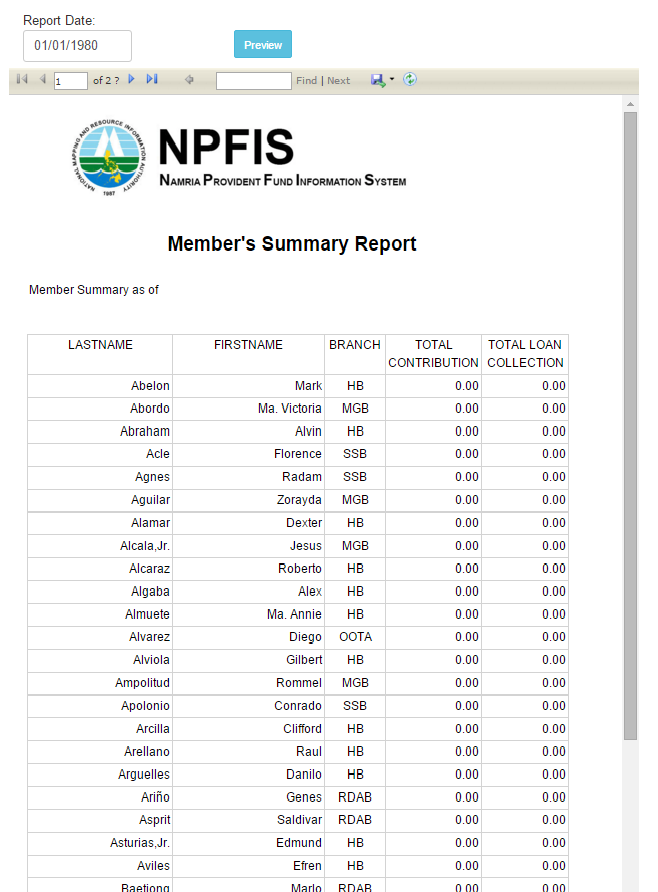 Report Date:
01/01/1980
Preview
1 of 2 ? Find | Next
NATIONAL MAPPING AND RESOURCE INFORMATION AUTHORITY
1987
NPFIS
NAMRIA PROVIDENT FUND INFORMATION SYSTEM
Member's Summary Report
Member Summary as of
LASTNAME FIRSTNAME BRANCH TOTAL CONTRIBUTION TOTAL LOAN COLLECTION
Abelon Mark HB 0.00 0.00
Abordo Ma. Victoria MGB 0.00 0.00
Abraham Alvin HB 0.00 0.00
Acle Florence SSB 0.00 0.00
Agnes Radam SSB 0.00 0.00
Aguilar Zorayda MGB 0.00 0.00
Alamar Dexter HB 0.00 0.00
Alcala,Jr. Jesus MGB 0.00 0.00
Alcaraz Roberto HB 0.00 0.00
Algaba Alex HB 0.00 0.00
Almuete Ma. Annie HB 0.00 0.00
Alvarez Diego OOTA 0.00 0.00
Alviola Gilbert HB 0.00 0.00
Ampolitud Rommel MGB 0.00 0.00
Apolonio Conrado SSB 0.00 0.00
Arcilla Clifford HB 0.00 0.00
Arellano Raul HB 0.00 0.00
Arguelles Danilo HB 0.00 0.00
Ariño Genes RDAB 0.00 0.00
Asprit Saldivar RDAB 0.00 0.00
Asturias,Jr. Edmund HB 0.00 0.00
Aviles Efren HB 0.00 0.00
Baetiong Marlo RDAB 0.00 0.00